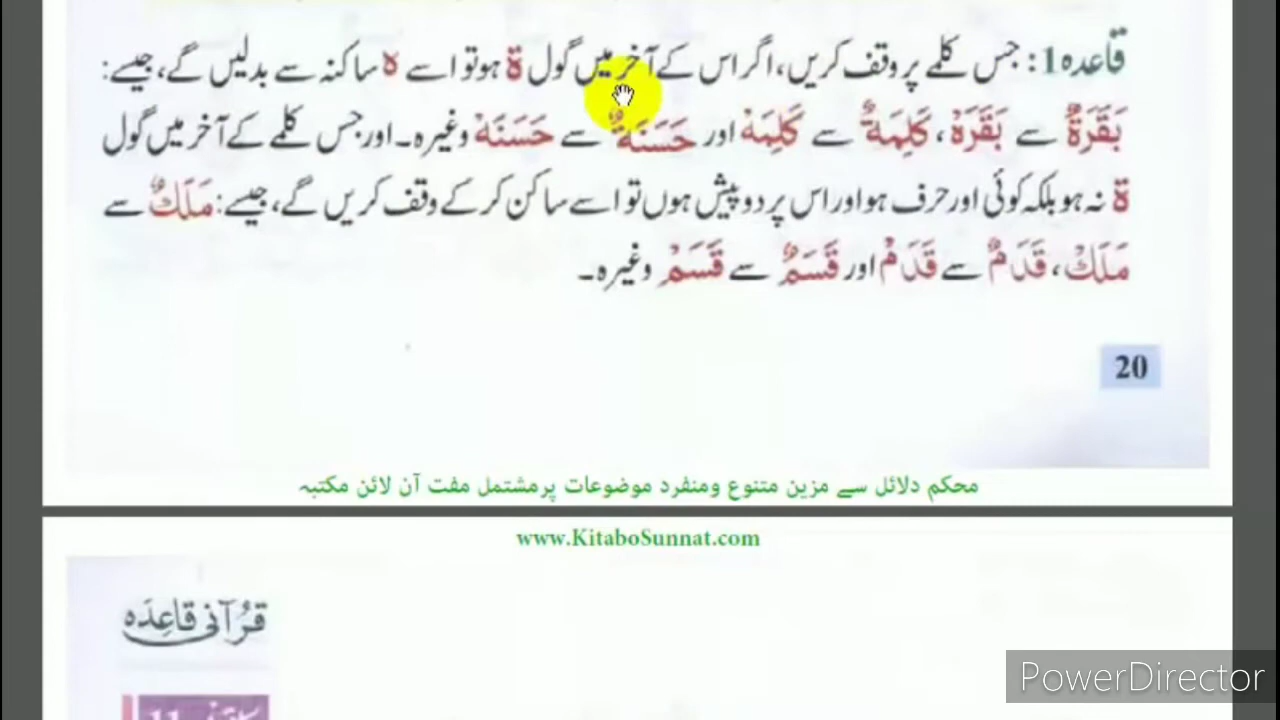 قاعدہ 1: جس کلمے پر وقف کریں، اگر اس کے آخر میں گول ۃ ہو تو اسے ہ ساکنہ سے بدلیں گے، جیسے:
بَقَرَةٌ سے بَقَرَهْ، كَلِمَةٌ سے كَلِمَهْ اور حَسَنَةٌ سے حَسَنَهْ وغیرہ۔ اور جس کلمے کے آخر میں گول
ۃ نہ ہو بلکہ کوئی اور حرف ہو اور اس پر دو پیش ہوں تو اسے ساکن کر کے وقف کریں گے، جیسے: مَلَكٌ سے
مَلَكْ، قَدَمٌ سے قَدَمْ اور قَسَمٌ سے قَسَمْ وغیرہ۔
20
محکم دلائل سے مزین متنوع ومنفرد موضوعات پر مشتمل مفت آن لائن مکتبہ
www.KitaboSunnat.com
قُرآنی قاعِدَہ
PowerDirector